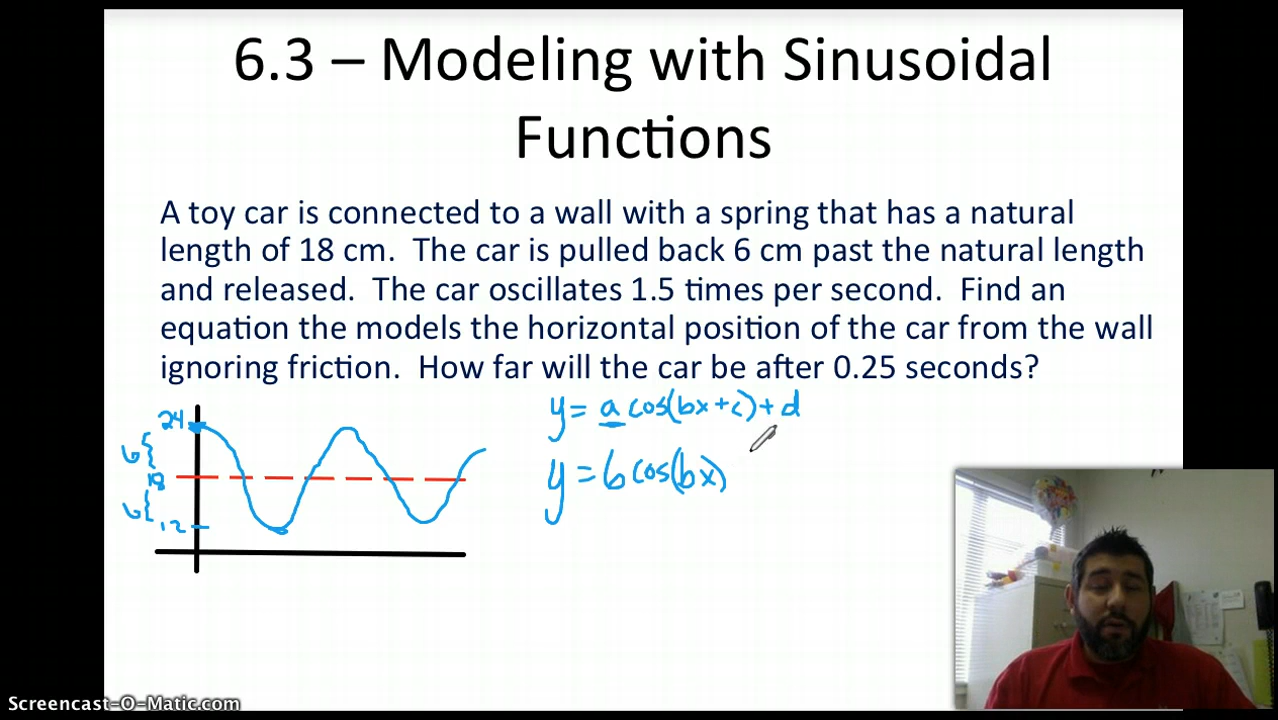 6.3 – Modeling with Sinusoidal
Functions
A toy car is connected to a wall with a spring that has a natural
length of 18 cm. The car is pulled back 6 cm past the natural length
and released. The car oscillates 1.5 times per second. Find an
equation the models the horizontal position of the car from the wall
ignoring friction. How far will the car be after 0.25 seconds?
y = a cos(bx+c)+d
24
6
18
6
12
y = 6 cos(bx)
Screencast-O-Matic.com